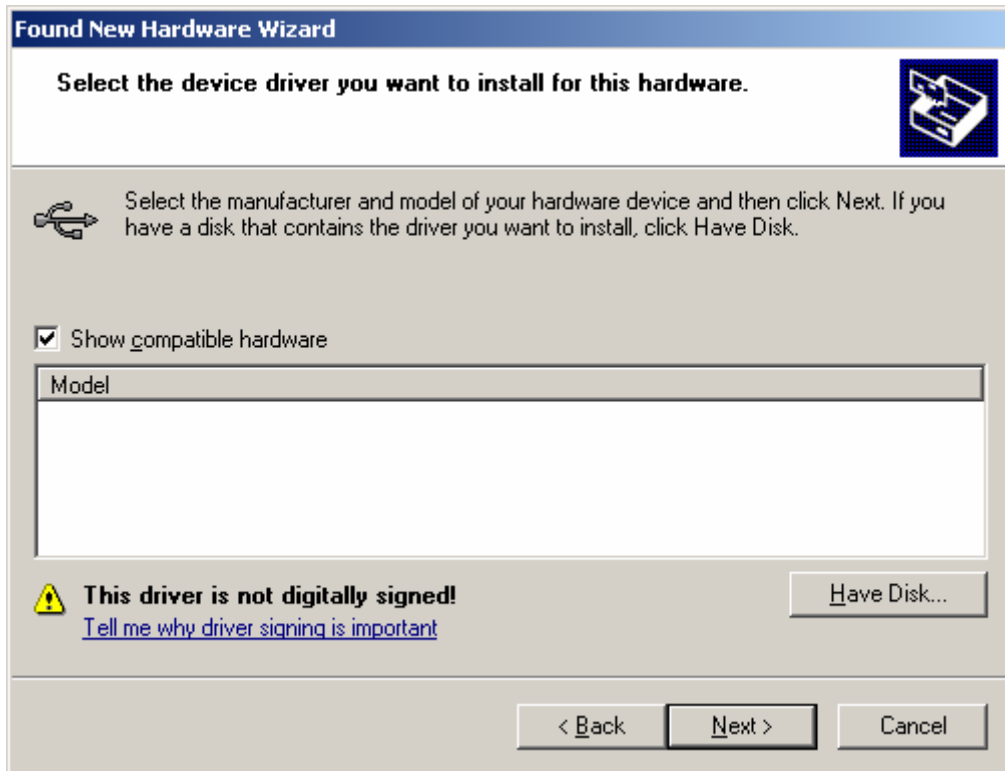 Found New Hardware Wizard
Select the device driver you want to install for this hardware.
Select the manufacturer and model of your hardware device and then click Next. If you
have a disk that contains the driver you want to install, click Have Disk.
Show compatible hardware
Model
This driver is not digitally signed!
Have Disk...
Tell me why driver signing is important
< Back
Next >
Cancel